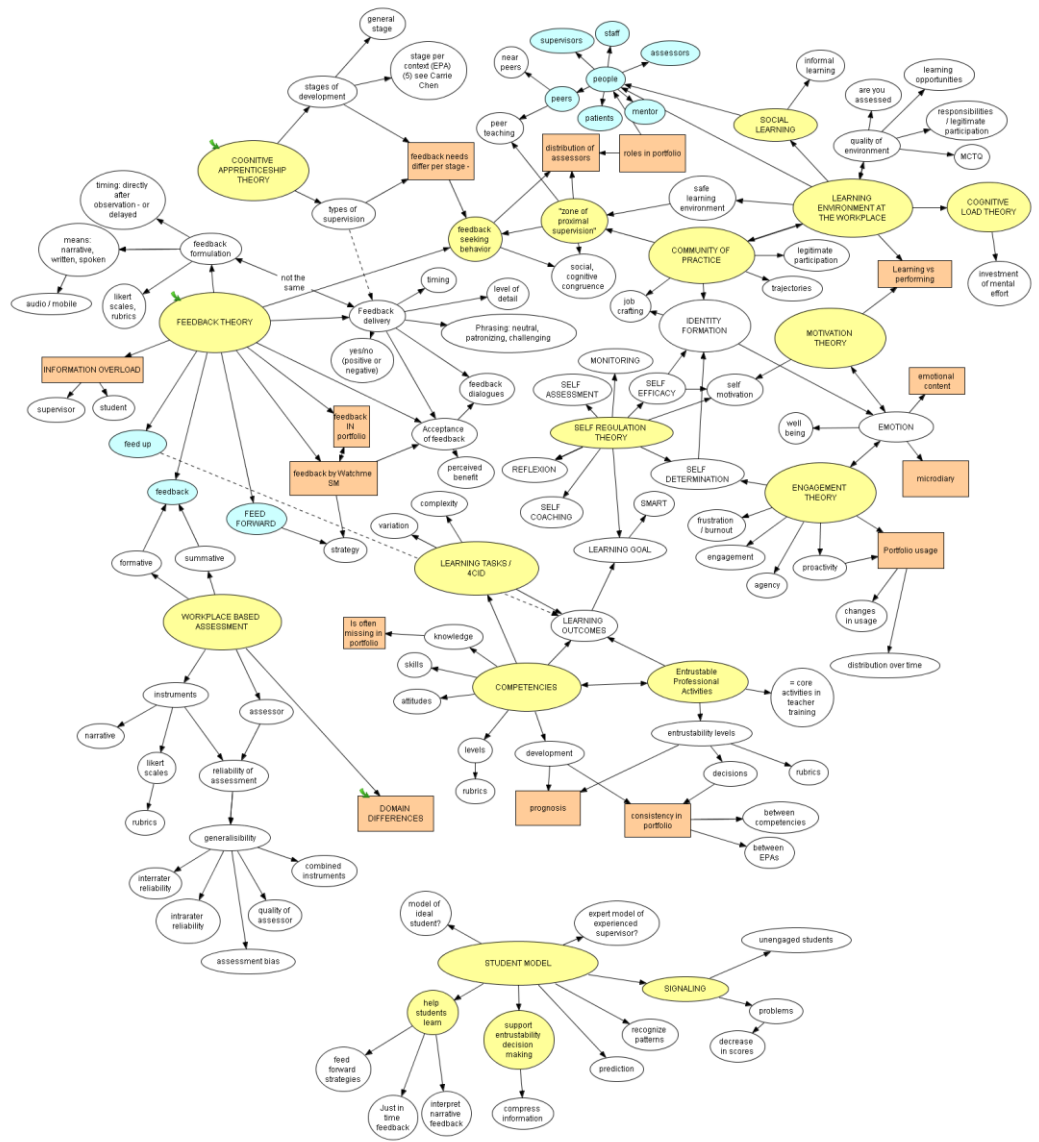 general
stage
stage per
context (EPA)
(5) see Carrie
Chen
stages of
development
COGNITIVE
APPRENTICESHIP
THEORY
types of
supervision
feedback needs
differ per stage -
near
peers
supervisors
staff
assessors
people
peers
patients
mentor
peer
teaching
distribution of
assessors
roles in portfolio
informal
learning
SOCIAL
LEARNING
are you
assessed
learning
opportunities
responsibilities
/ legitimate
participation
quality of
environment
MCTQ
timing: directly
after
observation - or
delayed
means:
narrative,
written, spoken
audio / mobile
feedback
formulation
likert
scales,
rubrics
not the
same
FEEDBACK THEORY
feedback
seeking
behavior
"zone of
proximal
supervision"
safe
learning
environment
LEARNING
ENVIRONMENT AT
THE WORKPLACE
COGNITIVE
LOAD THEORY
COMMUNITY OF
PRACTICE
legitimate
participation
trajectories
Learning vs
performing
investment
of mental
effort
social,
cognitive
congruence
timing
level of
detail
Feedback
delivery
Phrasing: neutral,
patronizing, challenging
yes/no
(positive or
negative)
feedback
dialogues
Acceptance
of feedback
perceived
benefit
job
crafting
IDENTITY
FORMATION
MOTIVATION
THEORY
INFORMATION OVERLOAD
supervisor
student
feed up
feedback
IN
portfolio
feedback by Watchme
SM
feedback
FEED
FORWARD
strategy
MONITORING
SELF
ASSESSMENT
SELF
EFFICACY
self
motivation
SELF REGULATION
THEORY
REFLEXION
SELF
COACHING
SELF
DETERMINATION
SMART
LEARNING GOAL
emotional
content
well
being
EMOTION
microdiary
ENGAGEMENT
THEORY
frustration
/ burnout
engagement
agency
proactivity
Portfolio usage
changes
in usage
distribution over time
formative
summative
WORKPLACE BASED
ASSESSMENT
instruments
assessor
narrative
likert
scales
rubrics
reliability of
assessment
generalisibility
interrater
reliability
intrarater
reliability
assessment bias
quality of
assessor
combined
instruments
DOMAIN
DIFFERENCES
complexity
variation
LEARNING TASKS /
4CID
LEARNING
OUTCOMES
Is often
missing in
portfolio
knowledge
skills
attitudes
COMPETENCIES
Entrustable
Professional
Activities
= core
activities in
teacher
training
levels
rubrics
development
entrustability levels
decisions
rubrics
prognosis
consistency in
portfolio
between
competencies
between
EPAs
model of
ideal
student?
expert model of
experienced
supervisor?
STUDENT MODEL
SIGNALING
unengaged students
problems
decrease
in scores
help
students
learn
support
entrustability
decision
making
recognize
patterns
prediction
feed
forward
strategies
Just in
time
feedback
interpret
narrative
feedback
compress
information